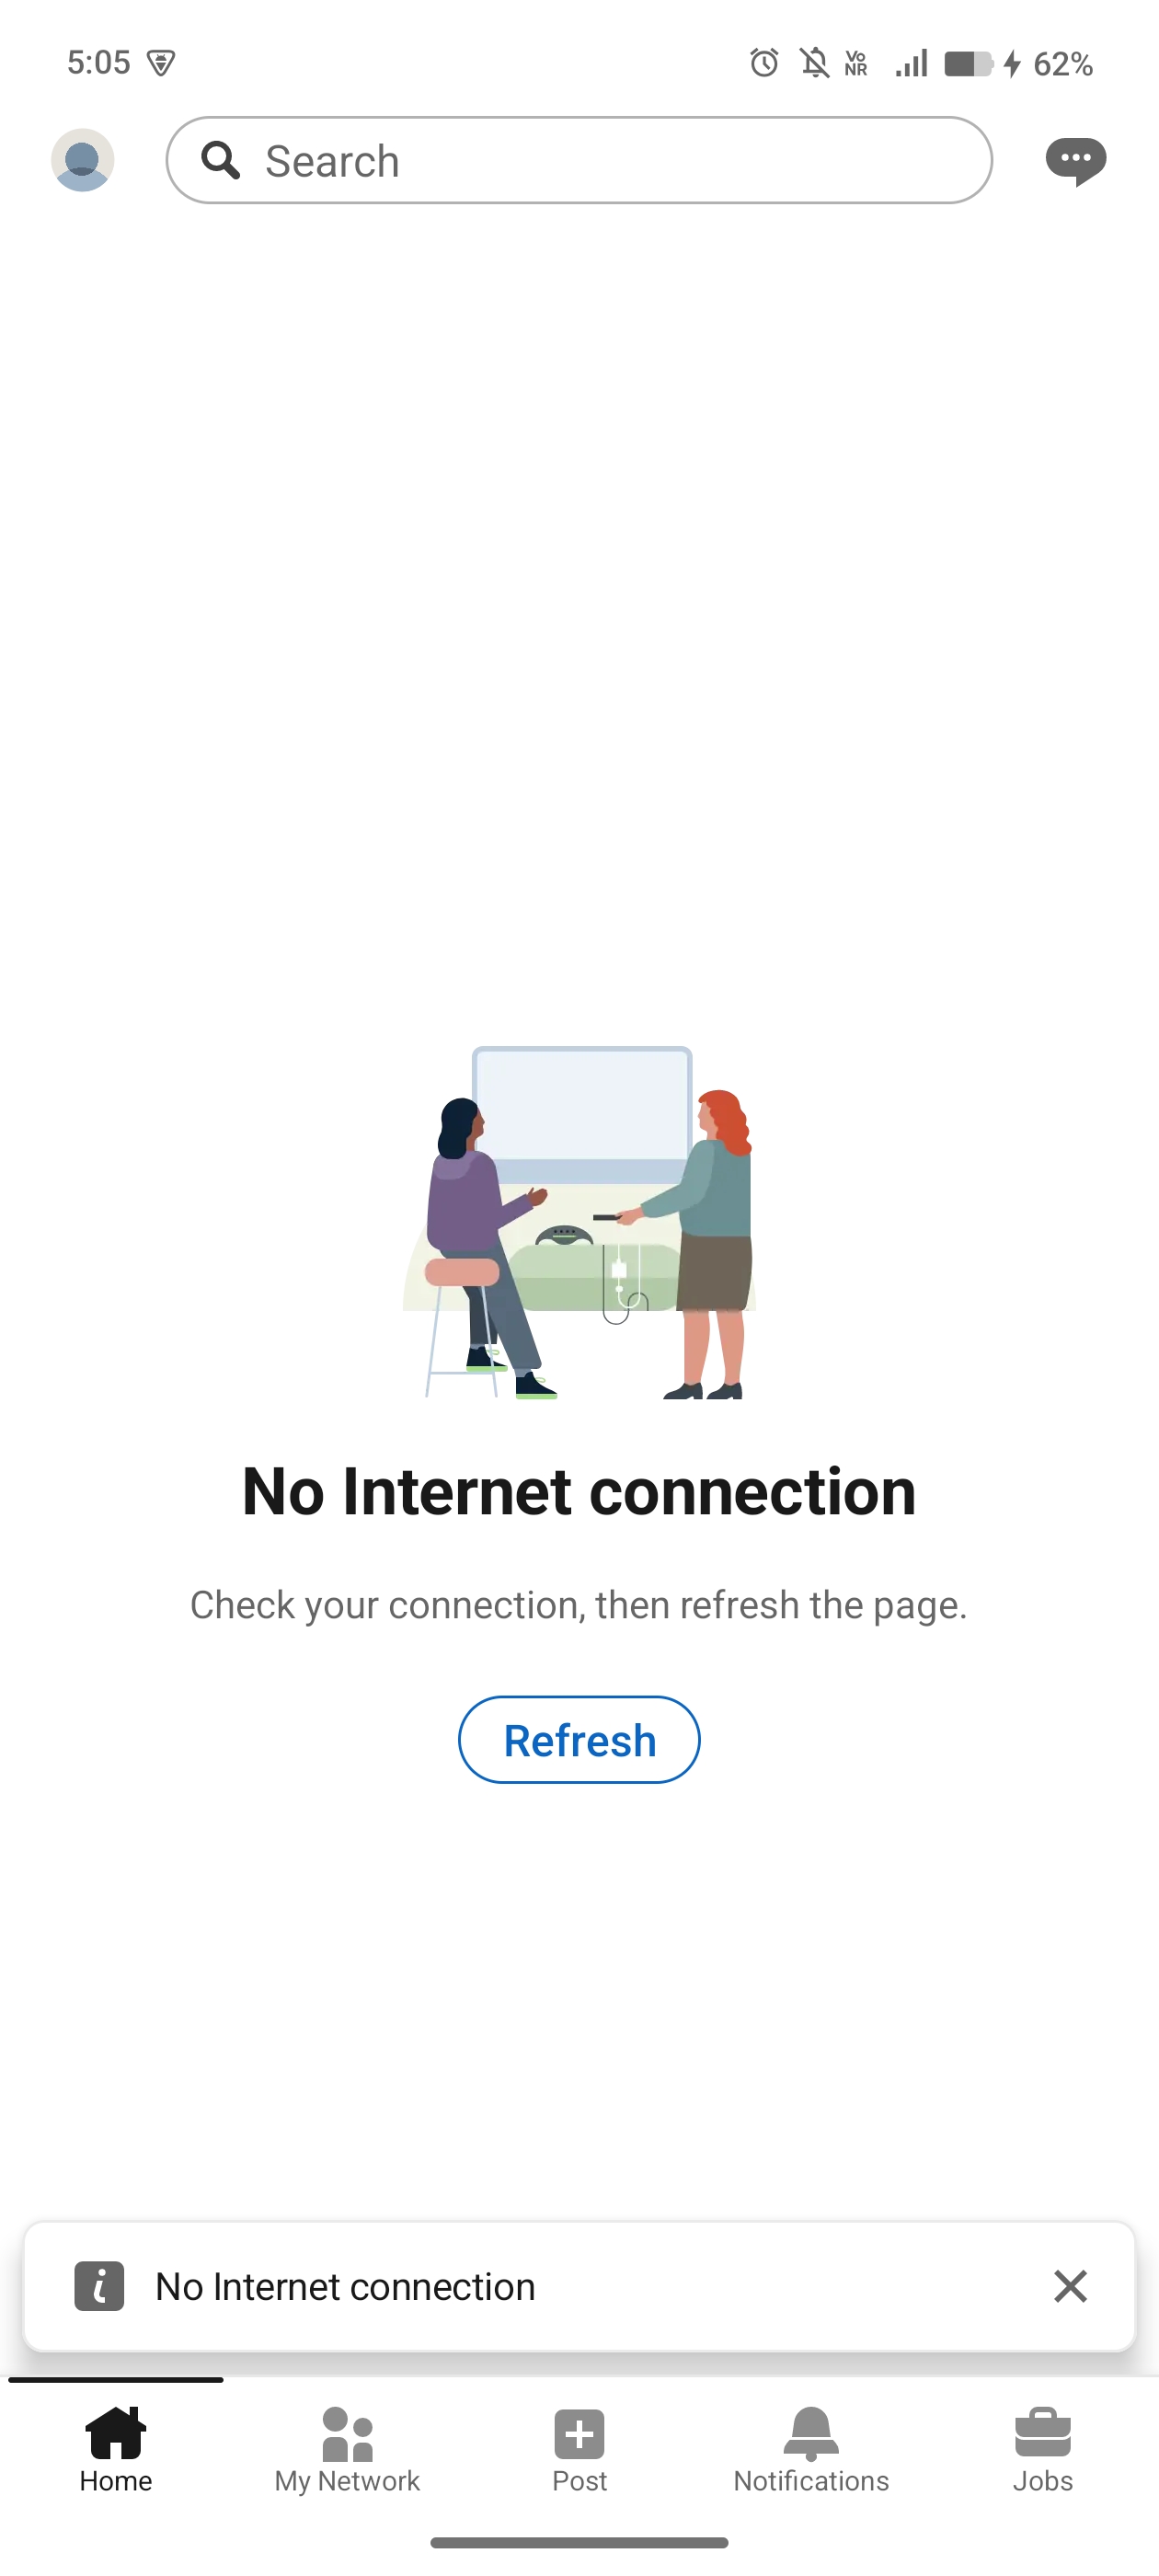 5:05
Vo
NR
62%
Search
No Internet connection
Check your connection, then refresh the page.
Refresh
No Internet connection
Home
My Network
Post
Notifications
Jobs